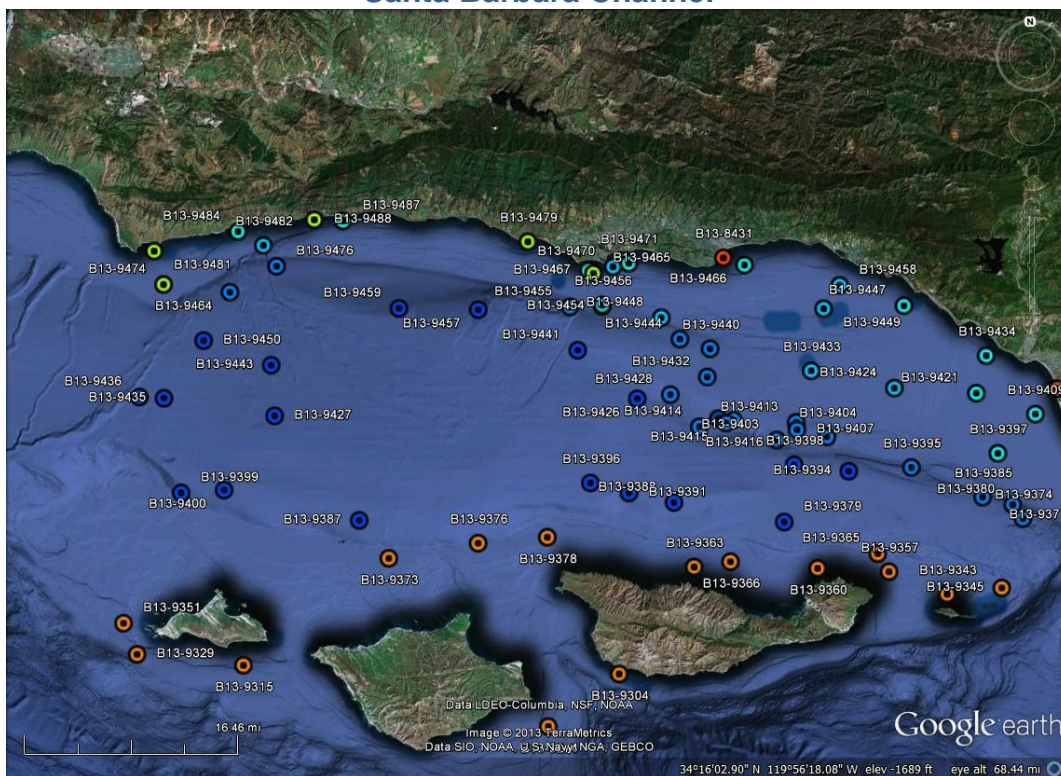 Santa Barbara Channel
N
B13-9487
B13-9484
B13-9482
B13-9488
B13-9479
B13-8431
B13-9476
B13-9471
B13-9470
B13-9465
B13-9474
B13-9481
B13-9467
B13-9466
B13-9458
B13-9456
B13-9464
B13-9459
B13-9455
B13-9454
B13-9448
B13-9447
B13-9457
B13-9444
B13-9449
B13-9441
B13-9440
B13-9450
B13-9434
B13-9433
B13-9443
B13-9432
B13-9424
B13-9436
B13-9428
B13-9421
B13-9409
B13-9435
B13-9426
B13-9414
B13-9413
B13-9404
B13-9427
B13-9403
B13-9407
B13-9397
B13-9415
B13-9416
B13-9398
B13-9395
B13-9396
B13-9394
B13-9385
B13-9399
B13-9388
B13-9391
B13-9380
B13-9374
B13-9400
B13-9379
B13-937
B13-9387
B13-9376
B13-9378
B13-9363
B13-9365
B13-9357
B13-9373
B13-9366
B13-9360
B13-9343
B13-9345
B13-9351
B13-9329
B13-9315
B13-9304
Data LDEO-Columbia, NSF, NOAA
16.46 mi
Image © 2013 TerraMetrics
Data SIO, NOAA, U.S. Navy, NGA, GEBCO
Google earth
34°16'02.90" N 119°56'18.08" W elev -1689 ft eye alt 68.44 mi